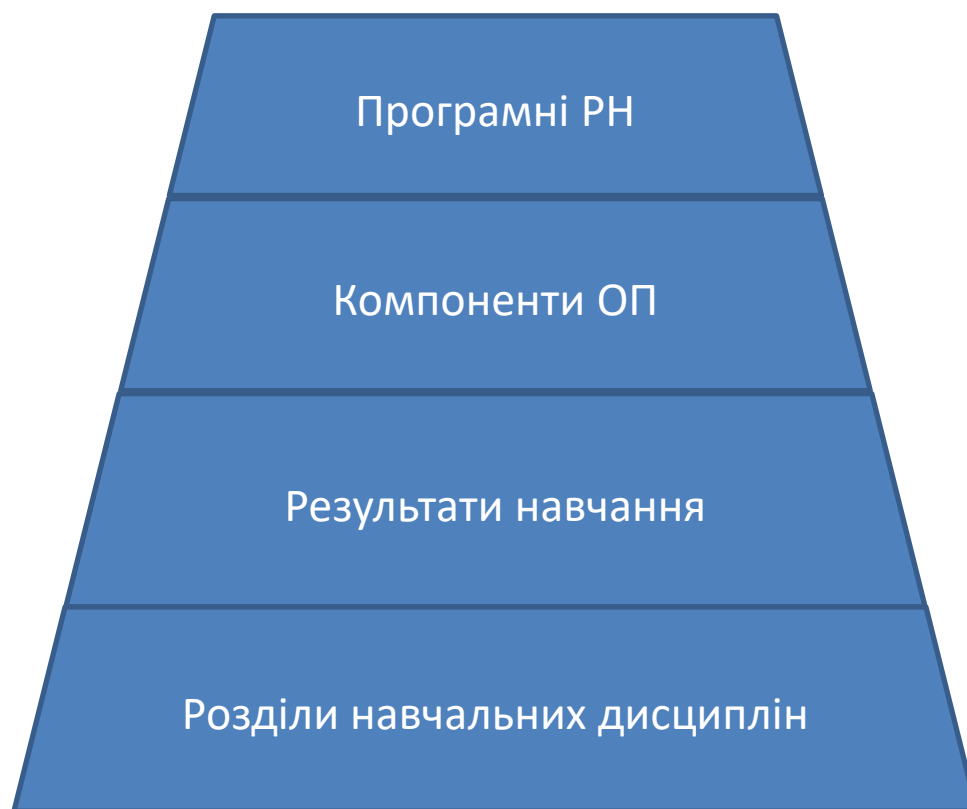 Програмні РН
Компоненти ОП
Результати навчання
Розділи навчальних дисциплін